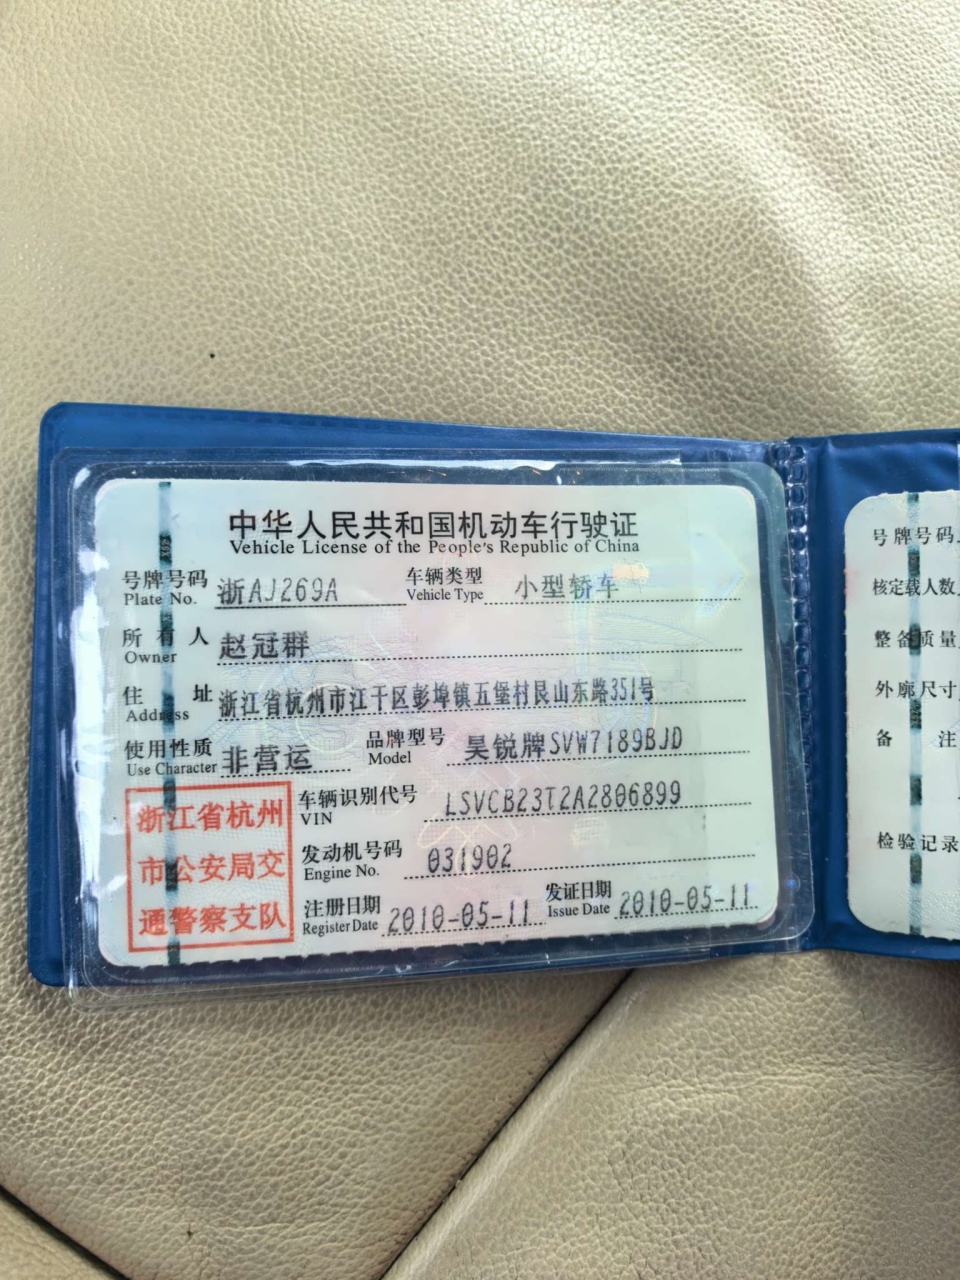 中华人民共和国机动车行驶证
Vehicle License of the People's Republic of China
号牌号码 浙AJ269A 车辆类型 小型轿车
Plate No. Vehicle Type
所有人 赵冠群
Owner
住址 浙江省杭州市江干区彭埠镇五堡村艮山东路351号
Address
使用性质 非营运 品牌型号 昊锐牌SVW7189BJD
Use Character Model
浙江省杭州
市公安局交
通警察支队
车辆识别代号 LSVCB23T2A2806899
VIN
发动机号码 031902
Engine No.
注册日期 2010-05-11 发证日期 2010-05-11
Register Date Issue Date
号牌号码
核定载人数
整备质量
外廓尺寸
备注
检验记录